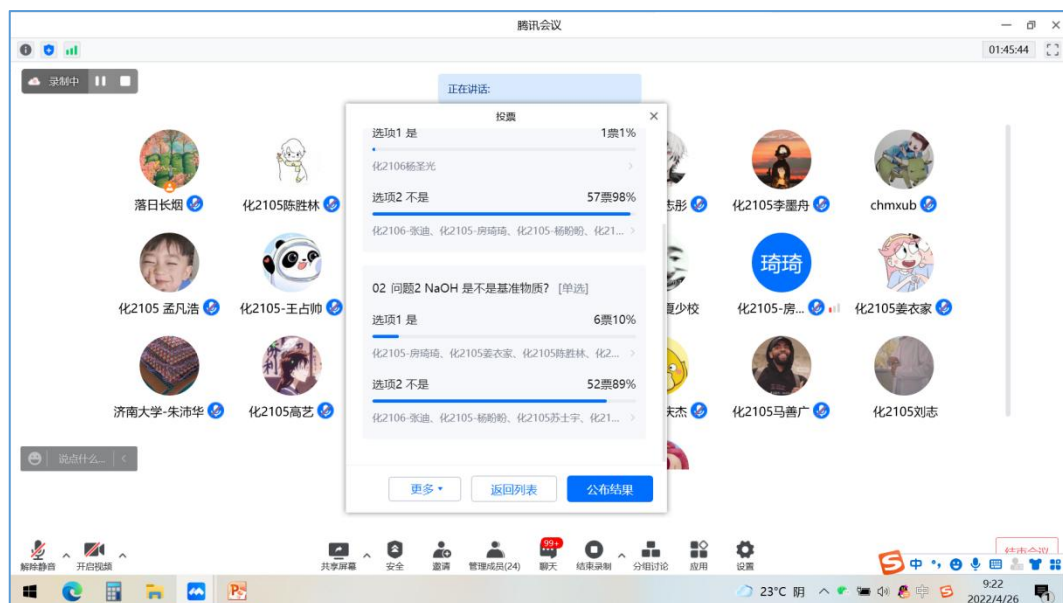 腾讯会议
01:45:44
录制中
正在讲话:
投票
选项1 是 1票1%
化2106杨圣光
选项2 不是 57票98%
化2106-张迪、化2105-房琦琦、化2105-杨盼盼、化21...
02 问题2 NaOH 是不是基准物质? [单选]
选项1 是 6票10%
化2105-房琦琦、化2105姜衣家、化2105陈胜林、化2...
选项2 不是 52票89%
化2106-张迪、化2105-杨盼盼、化2105苏士宇、化21...
更多 返回列表 公布结果
落日长烟 化2105陈胜林 化2105李墨舟 chmxub
琦琦
化2105 孟凡浩 化2105-王占帅 夏少校 化2105-房... 化2105姜衣家
济南大学-朱沛华 化2105高艺 化2105马善广 化2105刘志
说点什么...
99+
解除静音 开启视频 共享屏幕 安全 邀请 管理成员(24) 聊天 结束录制 分组讨论 应用 设置
结束会议
中
23°C 阴 中
9:22
2022/4/26